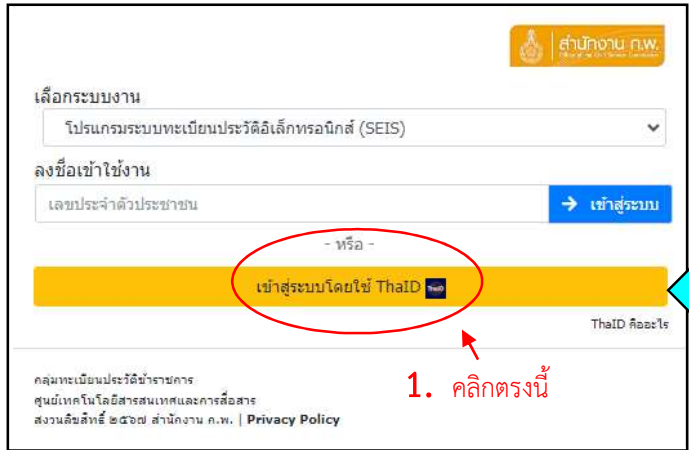 สำนักงาน ก.พ.
เลือกระบบงาน
โปรแกรมระบบทะเบียนประวัติอิเล็กทรอนิกส์ (SEIS)
ลงชื่อเข้าใช้งาน
เลขประจำตัวประชาชน
→ เข้าสู่ระบบ
- หรือ -
เข้าสู่ระบบโดยใช้ ThaID
ThaID คืออะไร
1. คลิกตรงนี้
กลุ่มทะเบียนประวัติข้าราชการ
ศูนย์เทคโนโลยีสารสนเทศและการสื่อสาร
สงวนลิขสิทธิ์ ๒๕๖๗ สำนักงาน ก.พ. | Privacy Policy